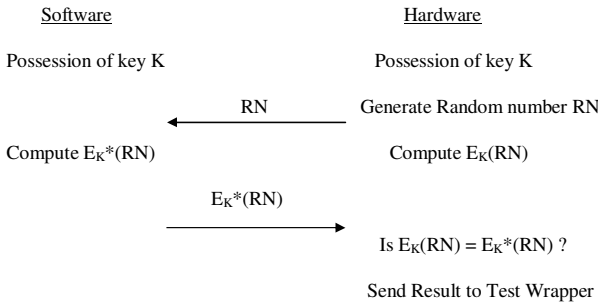 Software
Hardware
Possession of key K
Possession of key K
RN
Generate Random number RN
Compute EK*(RN)
Compute EK(RN)
EK*(RN)
Is EK(RN) = EK*(RN) ?
Send Result to Test Wrapper